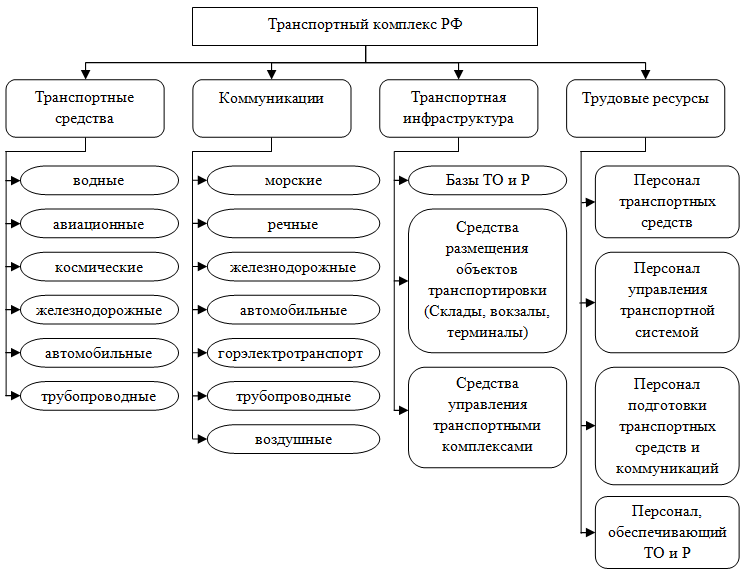 Транспортный комплекс РФ
Транспортные
средства
водные
авиационные
космические
железнодорожные
автомобильные
трубопроводные
Коммуникации
морские
речные
железнодорожные
автомобильные
горэлектротранспорт
трубопроводные
воздушные
Транспортная
инфраструктура
Базы ТО и Р
Средства
размещения
объектов
транспортировки
(Склады, вокзалы,
терминалы)
Средства
управления
транспортными
комплексами
Трудовые ресурсы
Персонал
транспортных
средств
Персонал
управления
транспортной
системой
Персонал
подготовки
транспортных
средств и
коммуникаций
Персонал,
обеспечивающий
ТО и Р